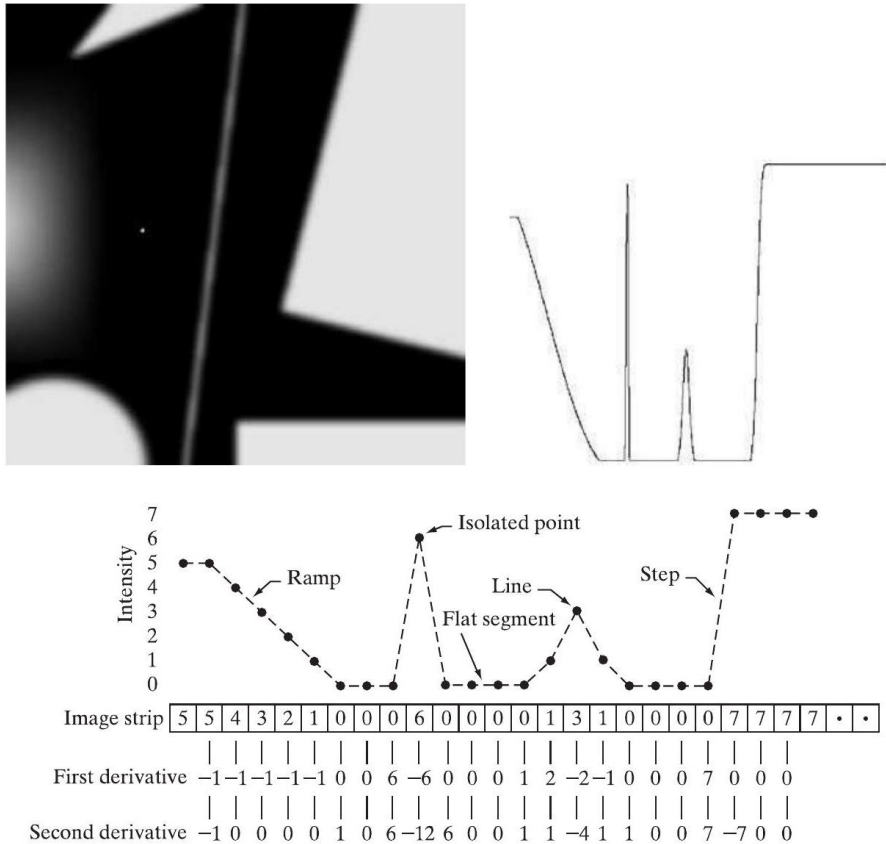 7
6
5
4
3
2
1
0
Intensity
Ramp
Isolated point
Flat segment
Line
Step
Image strip 5 5 4 3 2 1 0 0 0 6 0 0 0 0 1 3 1 0 0 0 0 7 7 7 7 • •
First derivative −1 −1 −1 −1 −1 0 0 6 −6 0 0 0 1 2 −2 −1 0 0 0 7 0 0 0
Second derivative −1 0 0 0 0 1 0 6 −12 6 0 0 1 1 −4 1 1 0 0 7 −7 0 0